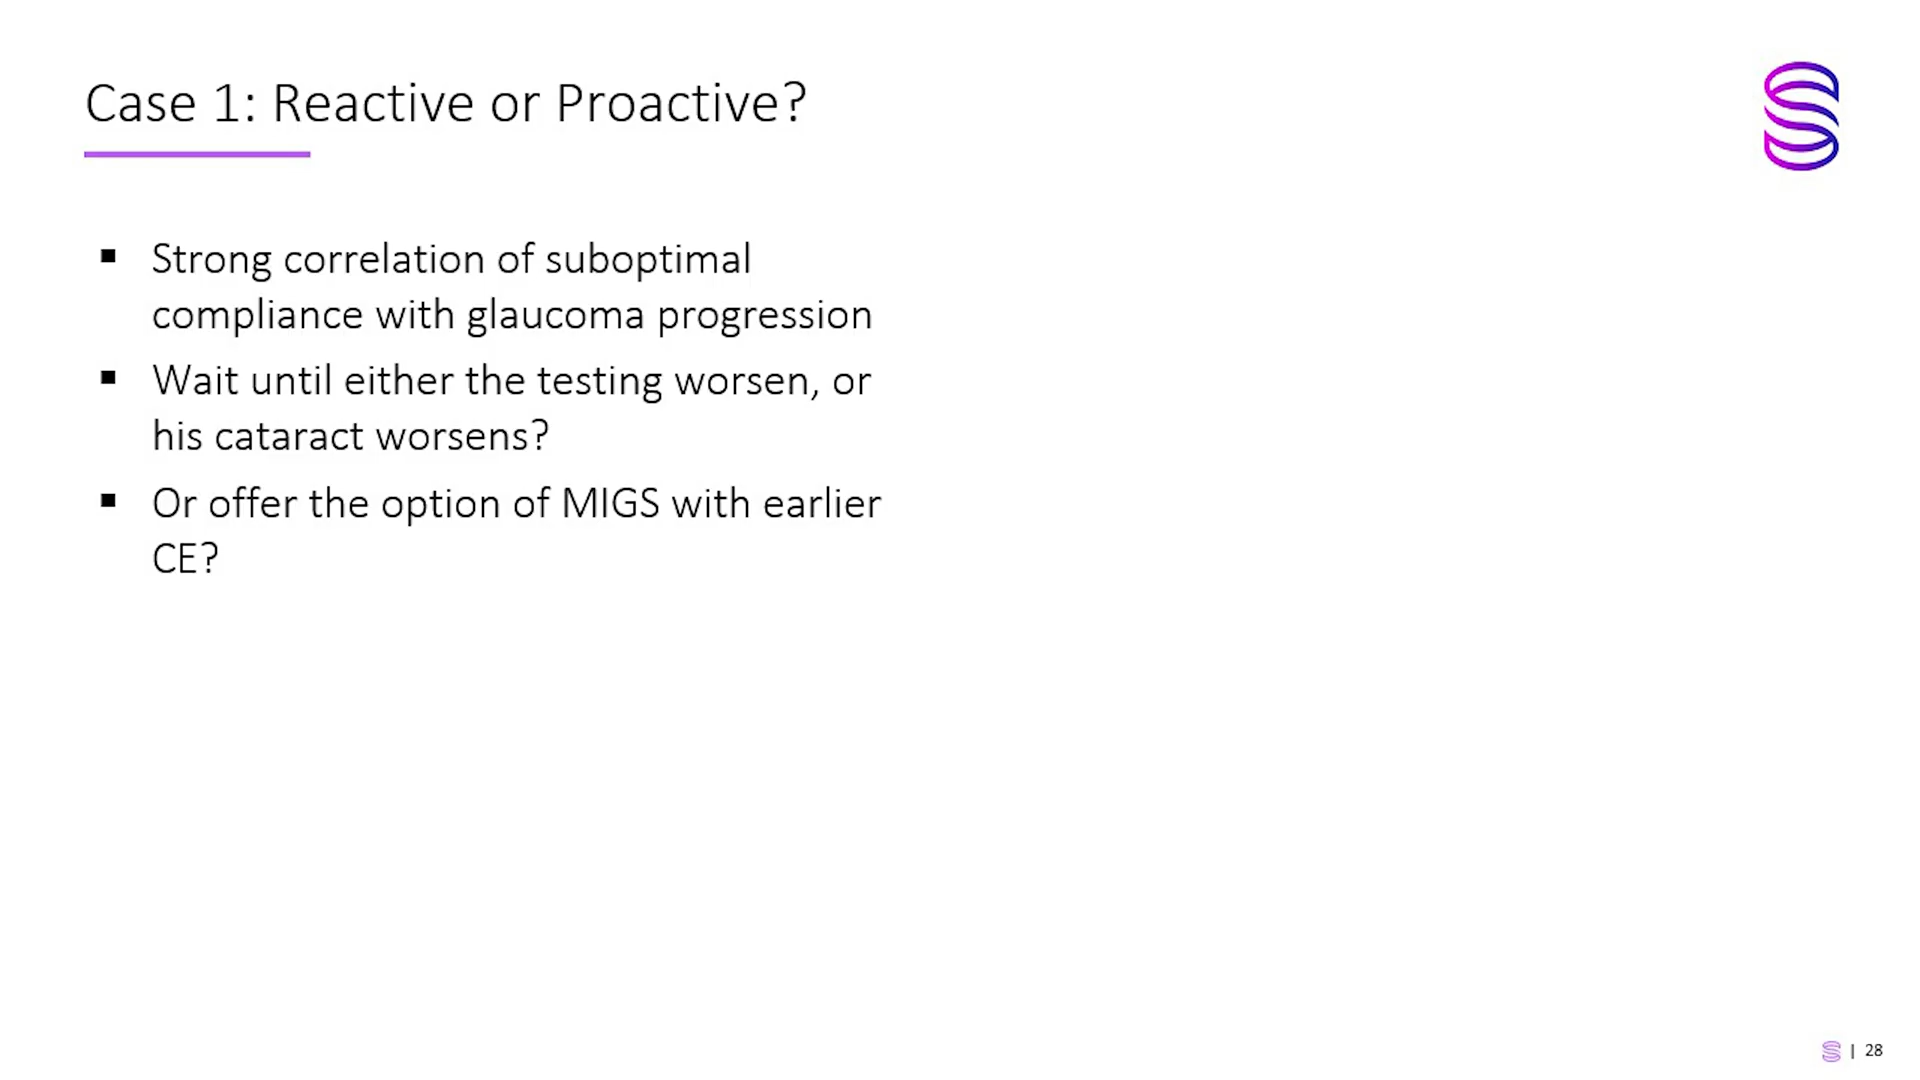 Case 1: Reactive or Proactive?
▪ Strong correlation of suboptimal
compliance with glaucoma progression
▪ Wait until either the testing worsen, or
his cataract worsens?
▪ Or offer the option of MIGS with earlier
CE?
| 28